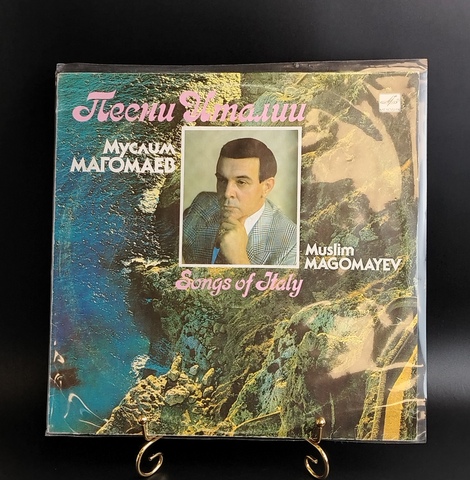 Песни Италии
Муслим
МАГОМАЕВ
Muslim
MAGOMAYEV
Songs of Italy